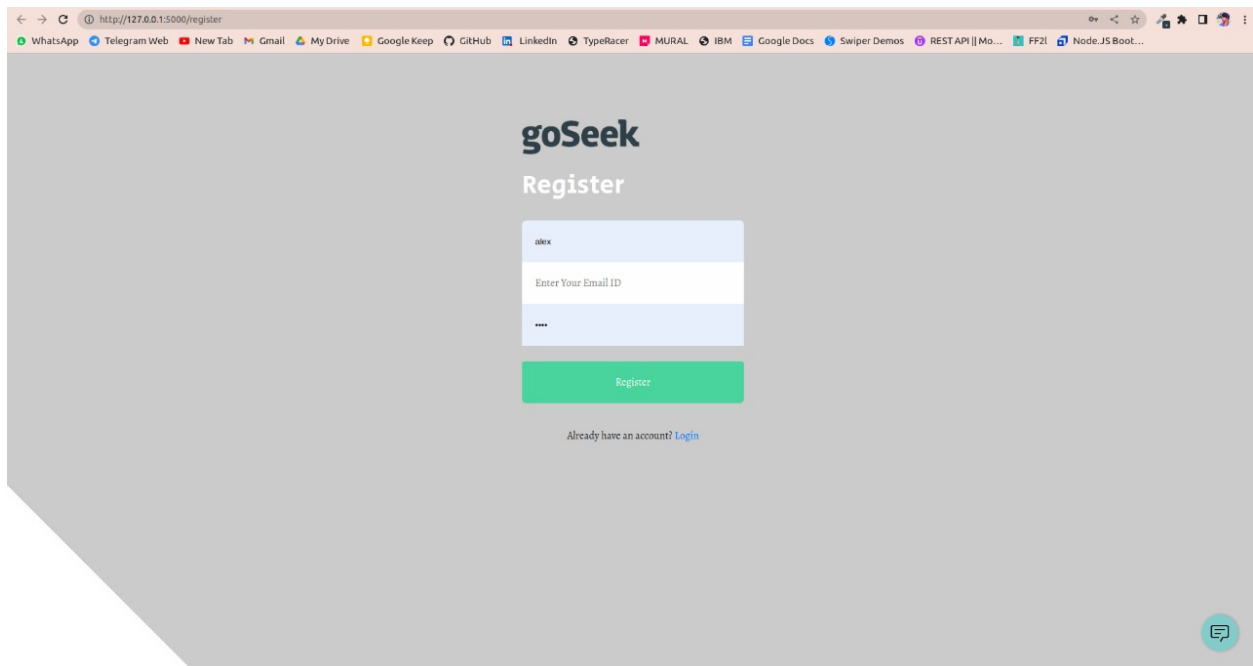 http://127.0.0.1:5000/register
WhatsApp Telegram Web New Tab Gmail My Drive Google Keep GitHub LinkedIn TypeRacer MURAL IBM Google Docs Swiper Demos REST API || Mo... FF2l Node.JS Boot...
goSeek
Register
alex
Enter Your Email ID
••••
Register
Already have an account? Login